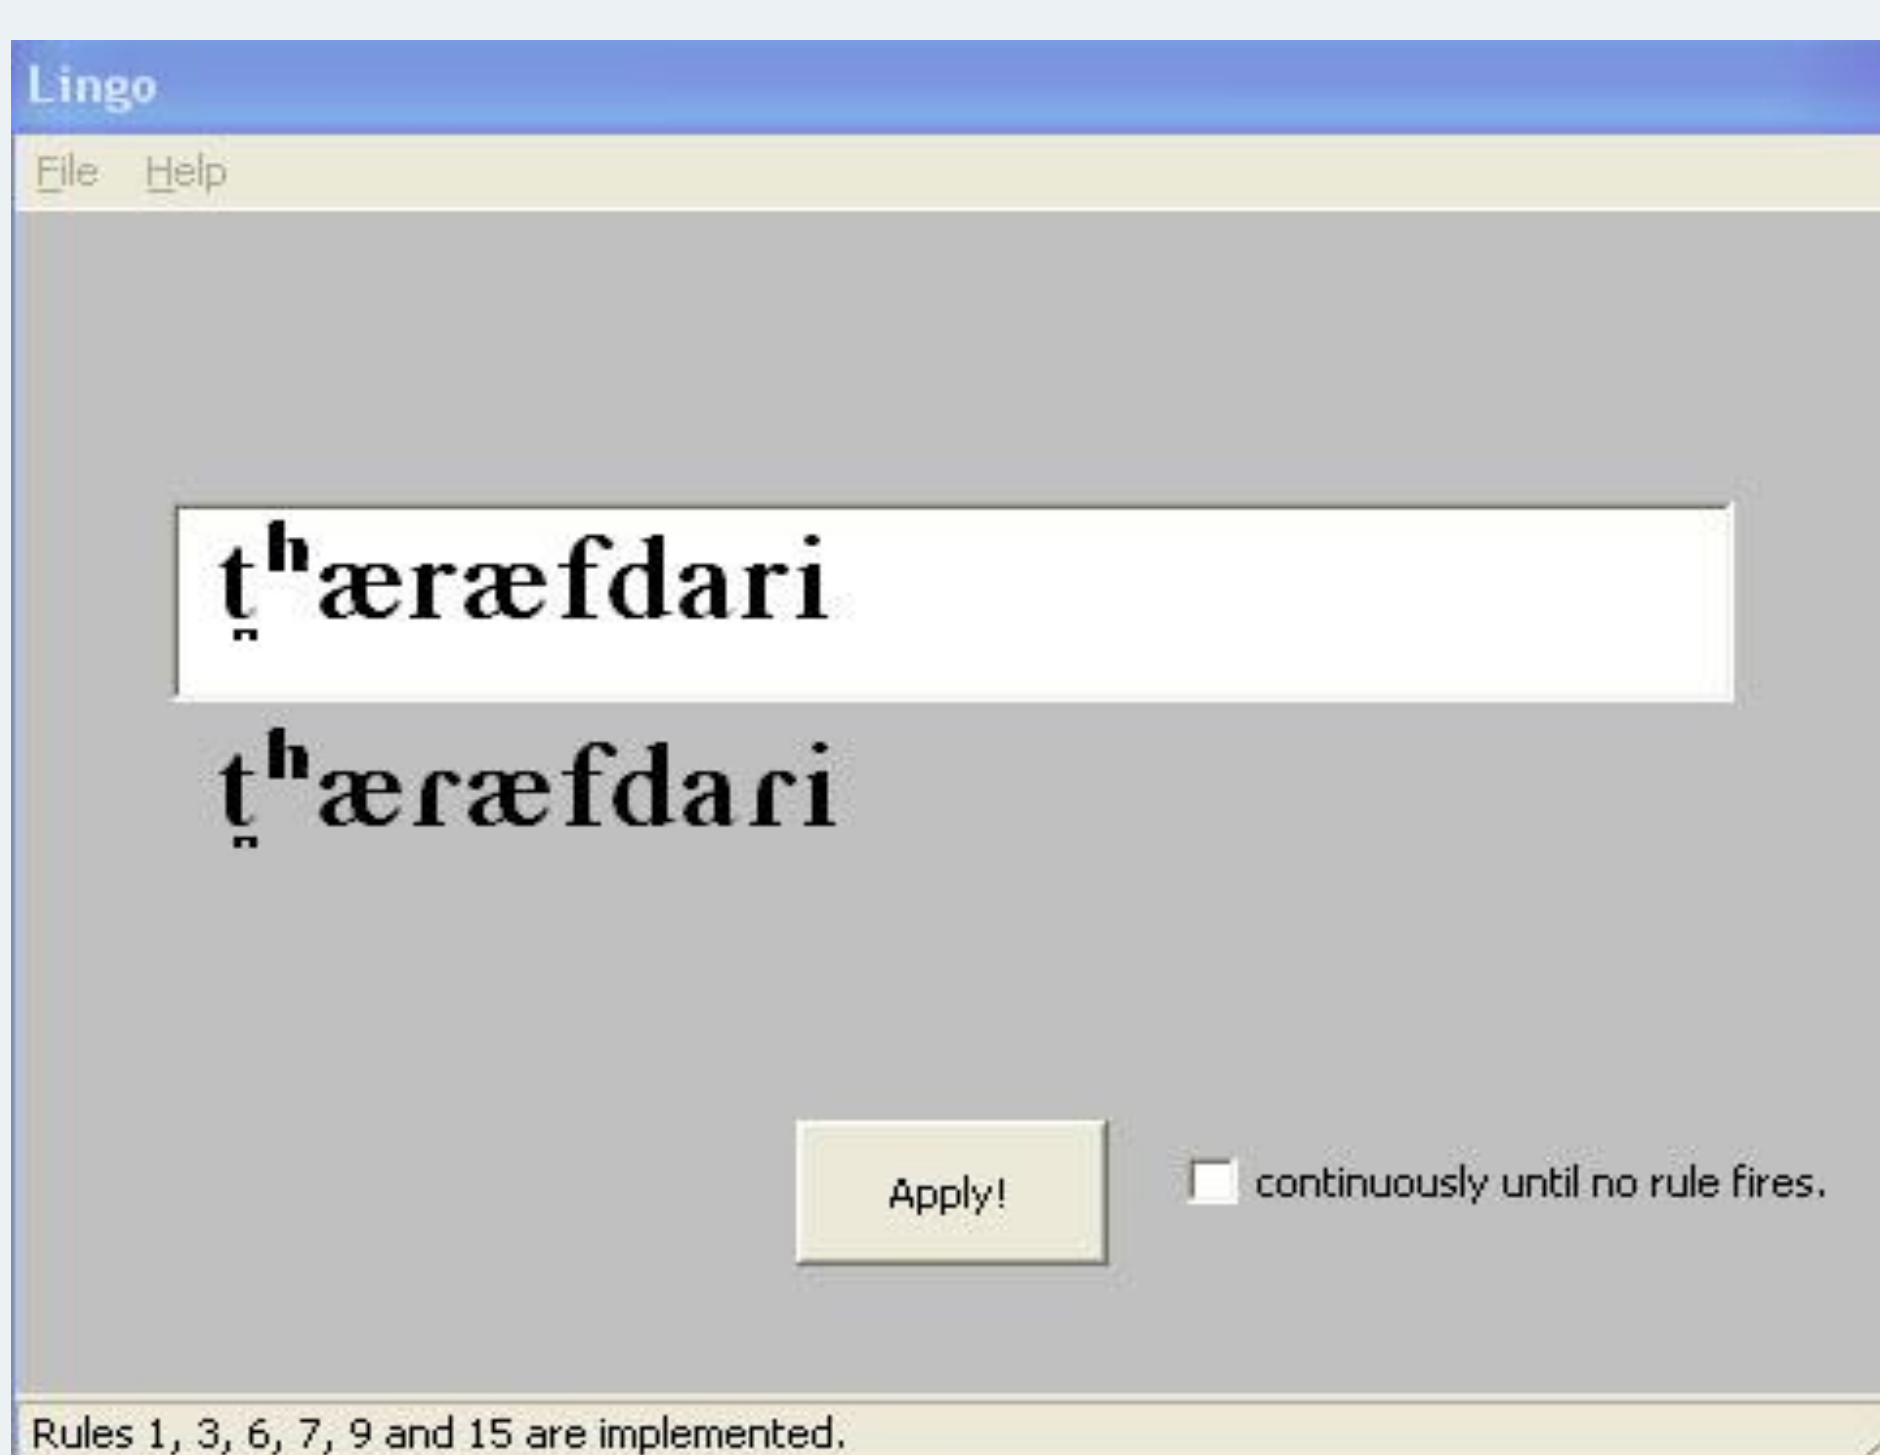 Lingo
File Help
t̪ʰæræfdari
t̪ʰæɾæfdaɾi
Apply!
continuously until no rule fires.
Rules 1, 3, 6, 7, 9 and 15 are implemented.